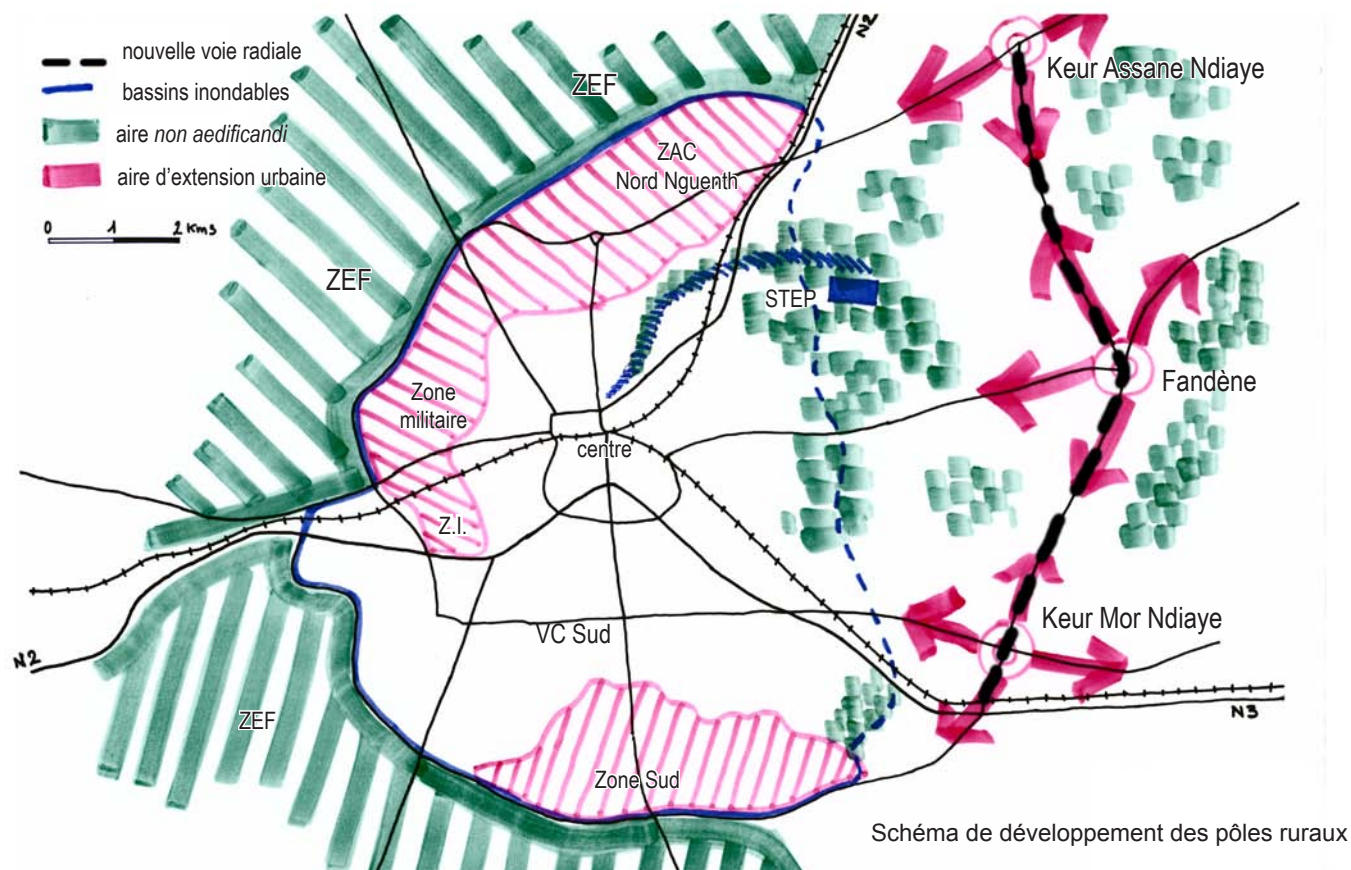 nouvelle voie radiale
bassins inondables
aire non aedificandi
aire d'extension urbaine
0 1 2 Kms
N2
Keur Assane Ndiaye
ZEF
ZAC
Nord Nguenth
ZEF
STEP
Zone
militaire
Fandène
centre
Z.I.
Keur Mor Ndiaye
VC Sud
N2
ZEF
N3
Zone Sud
Schéma de développement des pôles ruraux